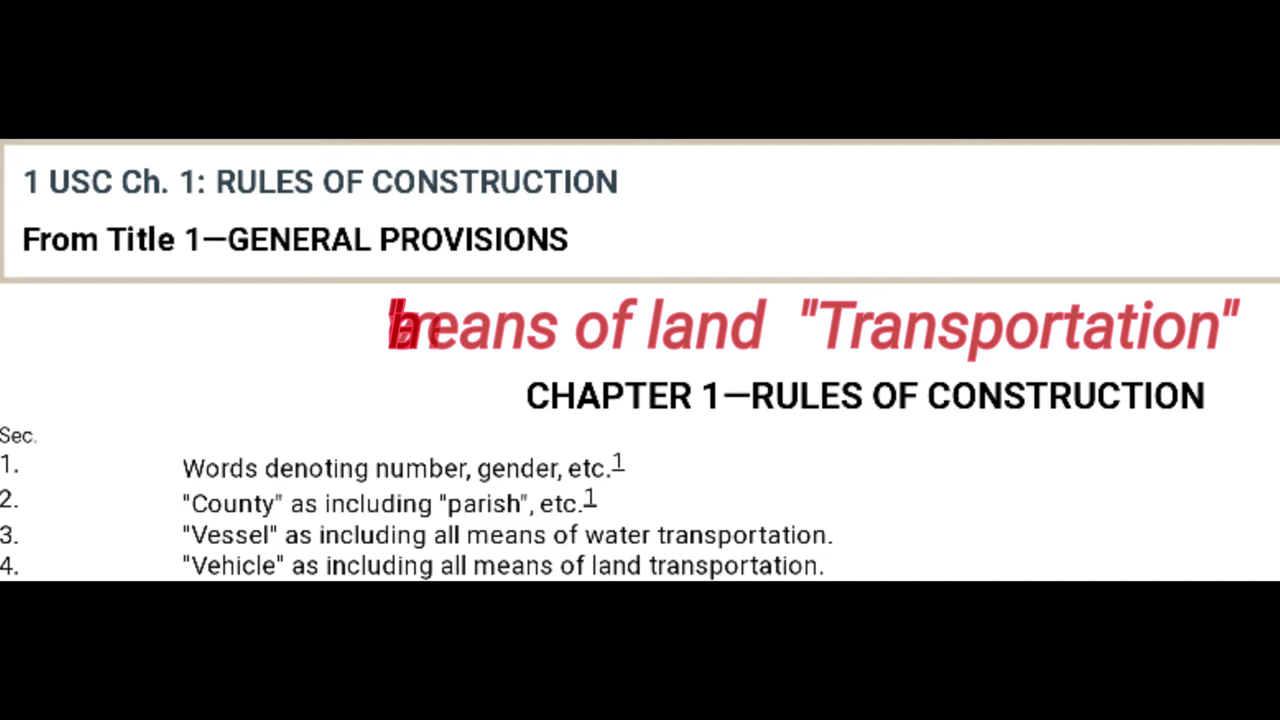 1 USC Ch. 1: RULES OF CONSTRUCTION
From Title 1—GENERAL PROVISIONS
means of land "Transportation"
CHAPTER 1—RULES OF CONSTRUCTION
Sec.
1. Words denoting number, gender, etc.1
2. "County" as including "parish", etc.1
3. "Vessel" as including all means of water transportation.
4. "Vehicle" as including all means of land transportation.